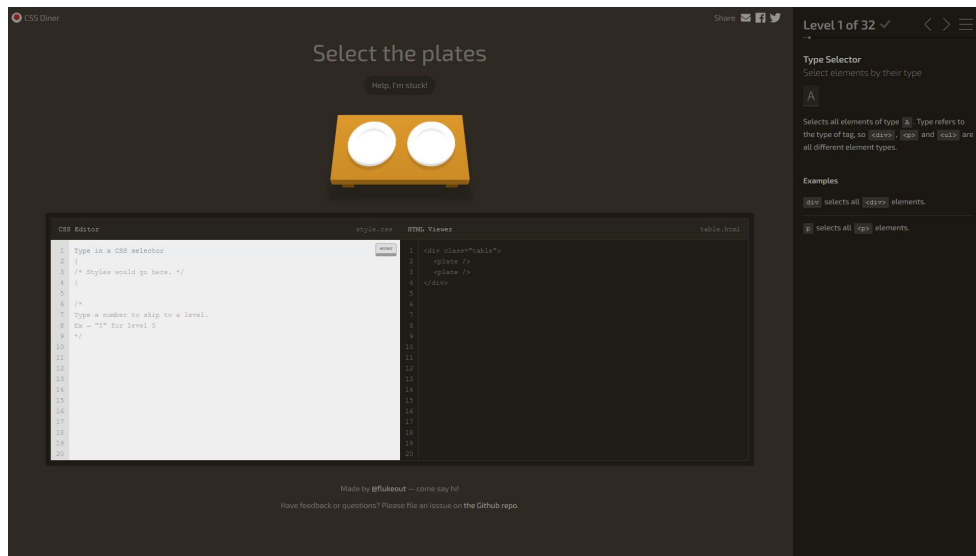 CSS Diner
Share
Select the plates
Help, I'm stuck!
CSS Editor
style.css
1 Type in a CSS selector
2 {
3 /* Styles would go here. */
4 }
5
6 /*
7 Type a number to skip to a level.
8 Ex → "5" for level 5
9 */
10
11
12
13
14
15
16
17
18
19
20
enter
HTML Viewer
table.html
1 <div class="table">
2 <plate />
3 <plate />
4 </div>
5
6
7
8
9
10
11
12
13
14
15
16
17
18
19
20
Made by @flukeout — come say hi!
Have feedback or questions? Please file an isssue on the Github repo.
Level 1 of 32
Type Selector
Select elements by their type
A
Selects all elements of type A . Type refers to
the type of tag, so <div> , <p> and <ul> are
all different element types.
Examples
div selects all <div> elements.
p selects all <p> elements.